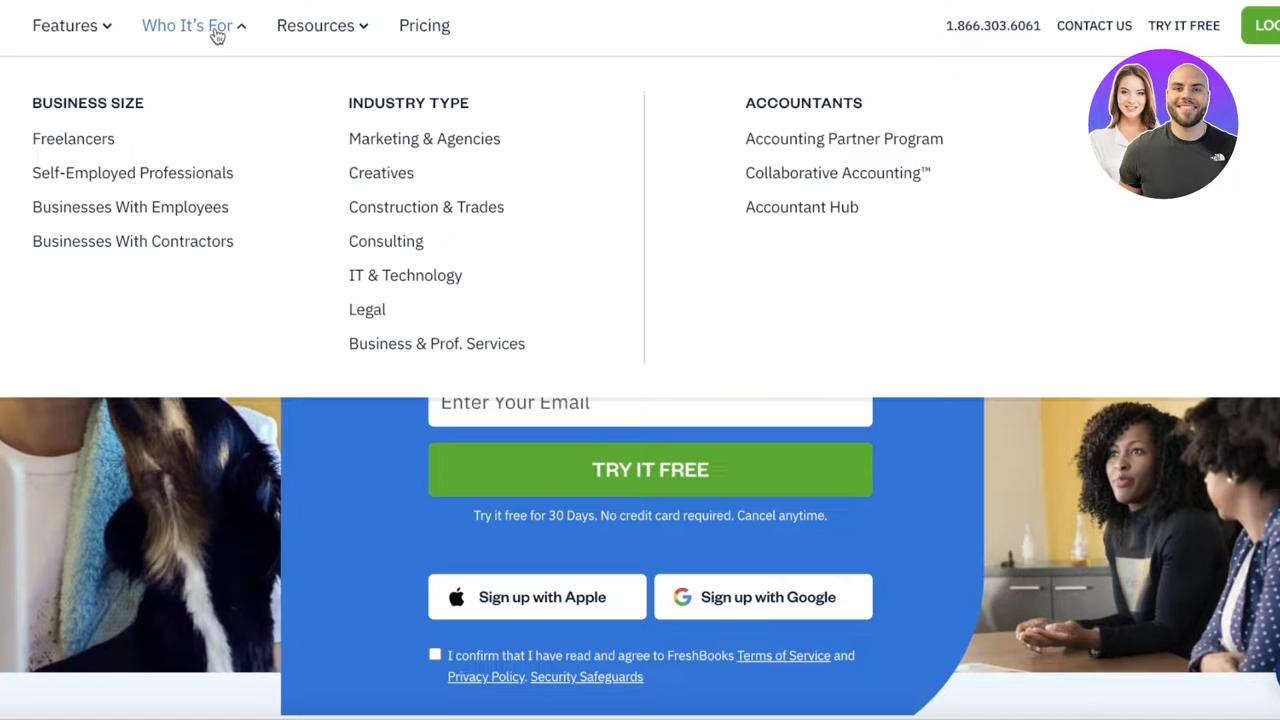 Features
Who It's For
Resources
Pricing
1.866.303.6061
CONTACT US
TRY IT FREE
BUSINESS SIZE
Freelancers
Self-Employed Professionals
Businesses With Employees
Businesses With Contractors
INDUSTRY TYPE
Marketing & Agencies
Creatives
Construction & Trades
Consulting
IT & Technology
Legal
Business & Prof. Services
ACCOUNTANTS
Accounting Partner Program
Collaborative Accounting™
Accountant Hub
Enter Your Email
TRY IT FREE
Try it free for 30 Days. No credit card required. Cancel anytime.
Sign up with Apple
Sign up with Google
I confirm that I have read and agree to FreshBooks Terms of Service and
Privacy Policy. Security Safeguards